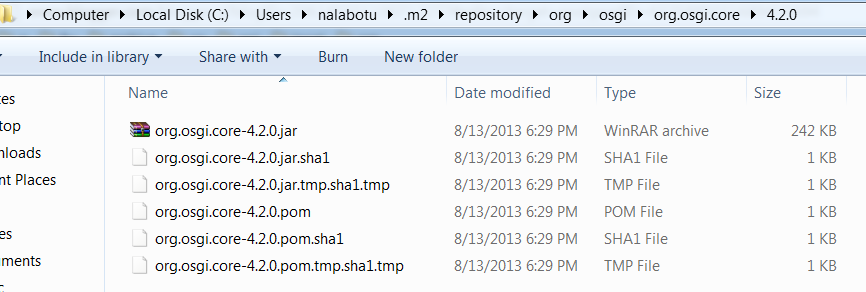 Computer Local Disk (C:) Users nalabotu .m2 repository org osgi org.osgi.core 4.2.0
Include in library Share with Burn New folder
Name Date modified Type Size
tes
top
nloads
nt Places
es
uments
org.osgi.core-4.2.0.jar 8/13/2013 6:29 PM WinRAR archive 242 KB
org.osgi.core-4.2.0.jar.sha1 8/13/2013 6:29 PM SHA1 File 1 KB
org.osgi.core-4.2.0.jar.tmp.sha1.tmp 8/13/2013 6:29 PM TMP File 1 KB
org.osgi.core-4.2.0.pom 8/13/2013 6:29 PM POM File 1 KB
org.osgi.core-4.2.0.pom.sha1 8/13/2013 6:29 PM SHA1 File 1 KB
org.osgi.core-4.2.0.pom.tmp.sha1.tmp 8/13/2013 6:29 PM TMP File 1 KB